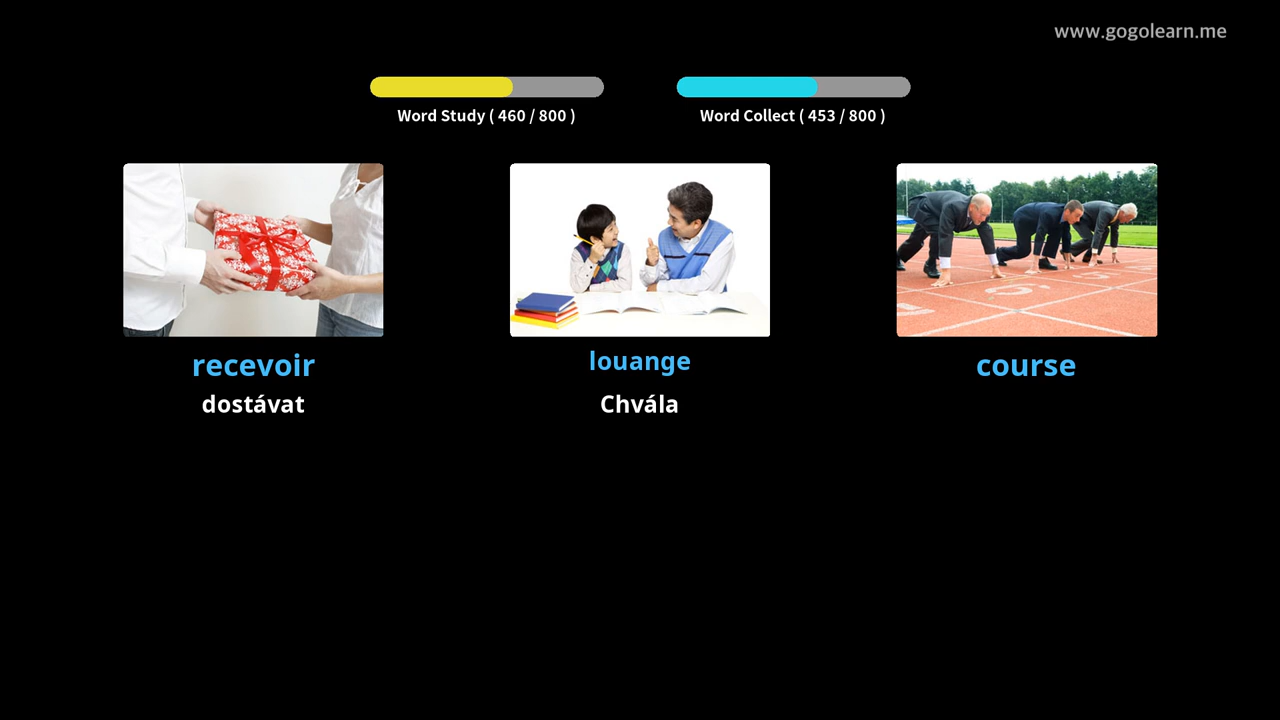 www.gogolearn.me
Word Study ( 460 / 800 )
Word Collect ( 453 / 800 )
recevoir
louange
course
dostávat
Chvála